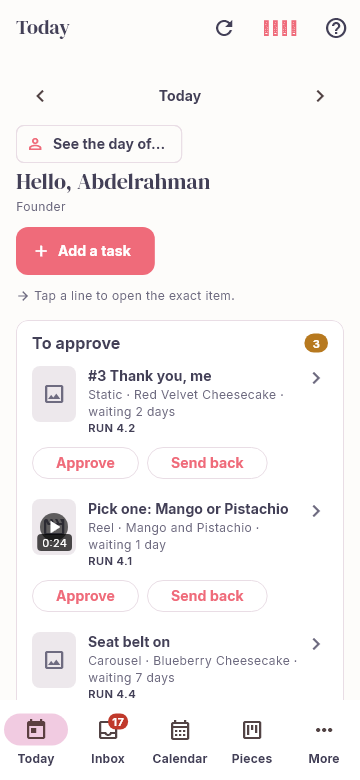 Today
Today
See the day of...
Hello, Abdelrahman
Founder
+ Add a task
→ Tap a line to open the exact item.
To approve
3
#3 Thank you, me
Static · Red Velvet Cheesecake ·
waiting 2 days
RUN 4.2
Approve
Send back
Pick one: Mango or Pistachio
Reel · Mango and Pistachio ·
waiting 1 day
0:24
RUN 4.1
Approve
Send back
Seat belt on
Carousel · Blueberry Cheesecake ·
waiting 7 days
RUN 4.4
17
Today
Inbox
Calendar
Pieces
More